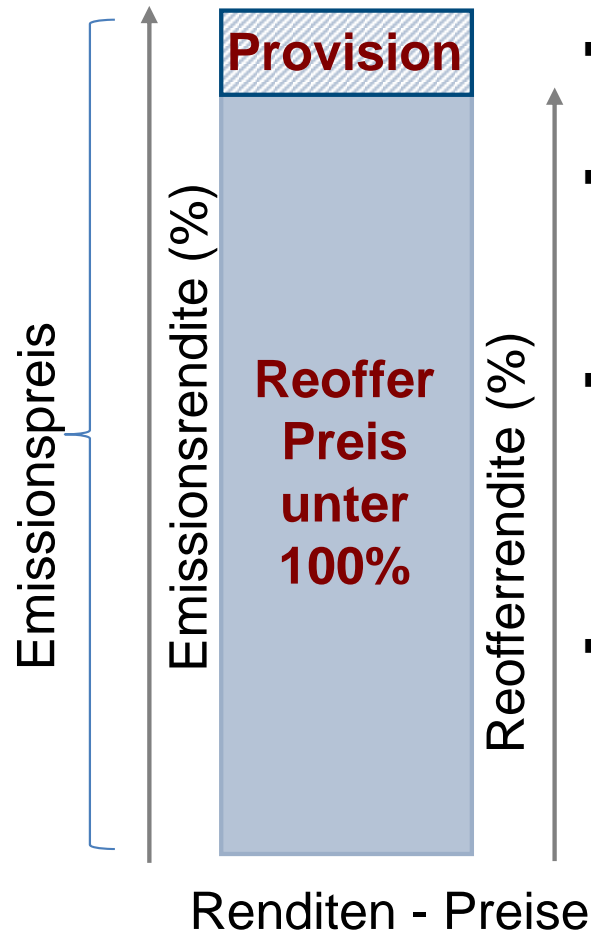 Provision
Emissionspreis
Emissionsrendite (%)
Reoffer
Preis
unter
100%
Reofferrendite (%)
Renditen - Preise